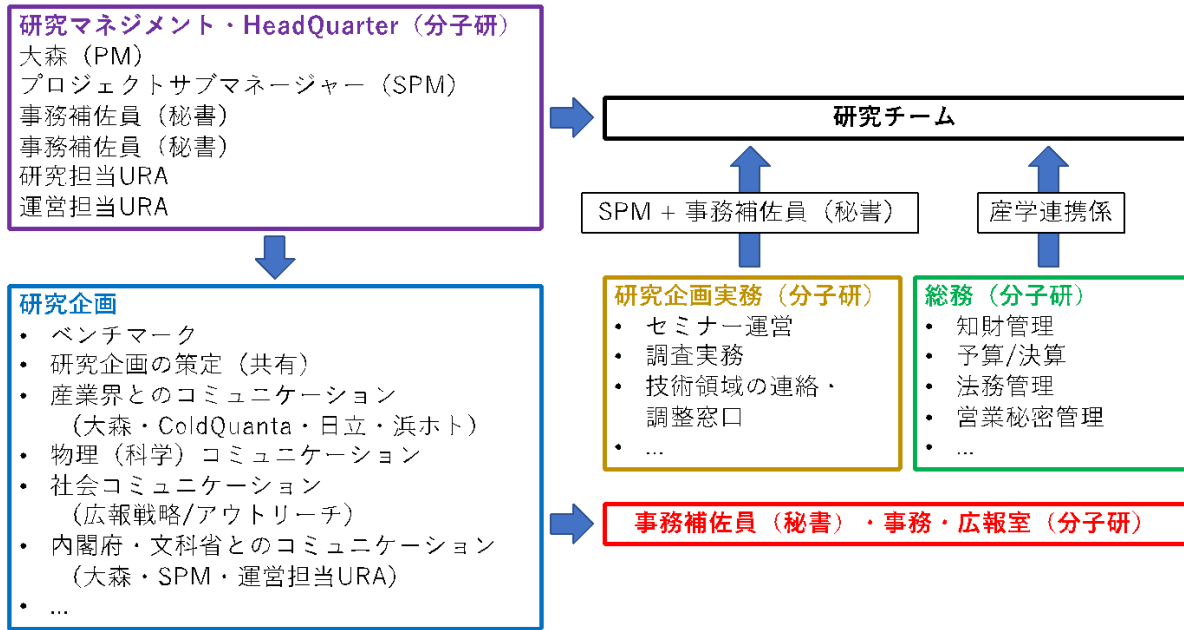 研究マネジメント・HeadQuarter（分子研）
大森（PM）
プロジェクトサブマネージャー（SPM）
事務補佐員（秘書）
事務補佐員（秘書）
研究担当URA
運営担当URA
研究チーム
SPM + 事務補佐員（秘書）
産学連携係
研究企画
• ベンチマーク
• 研究企画の策定（共有）
• 産業界とのコミュニケーション
（大森・ColdQuanta・日立・浜ホト）
• 物理（科学）コミュニケーション
• 社会コミュニケーション
（広報戦略/アウトリーチ）
• 内閣府・文科省とのコミュニケーション
（大森・SPM・運営担当URA）
• ...
研究企画実務（分子研）
• セミナー運営
• 調査実務
• 技術領域の連絡・
調整窓口
• ...
総務（分子研）
• 知財管理
• 予算/決算
• 法務管理
• 営業秘密管理
• ...
事務補佐員（秘書）・事務・広報室（分子研）